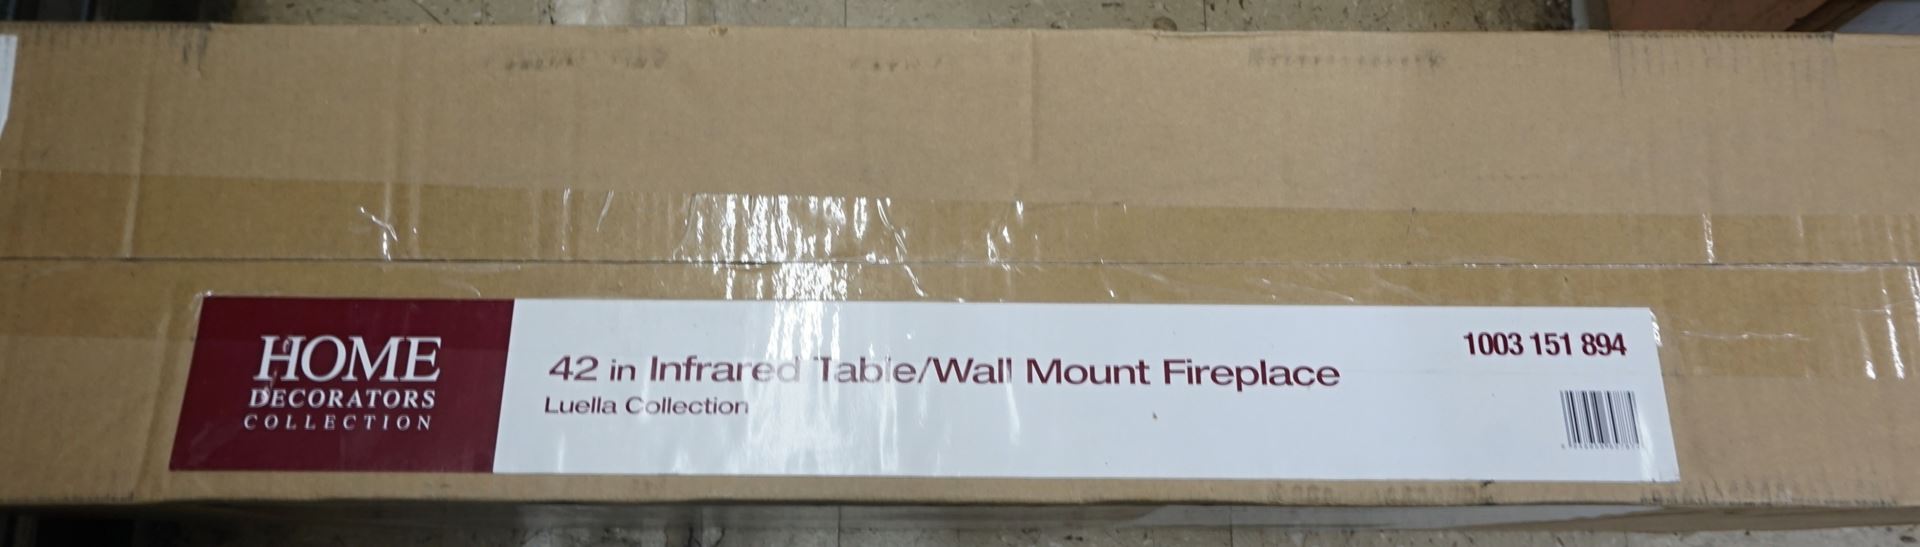 HOME
DECORATORS
COLLECTION
42 in Infrared Table/Wall Mount Fireplace
Luella Collection
1003 151 894